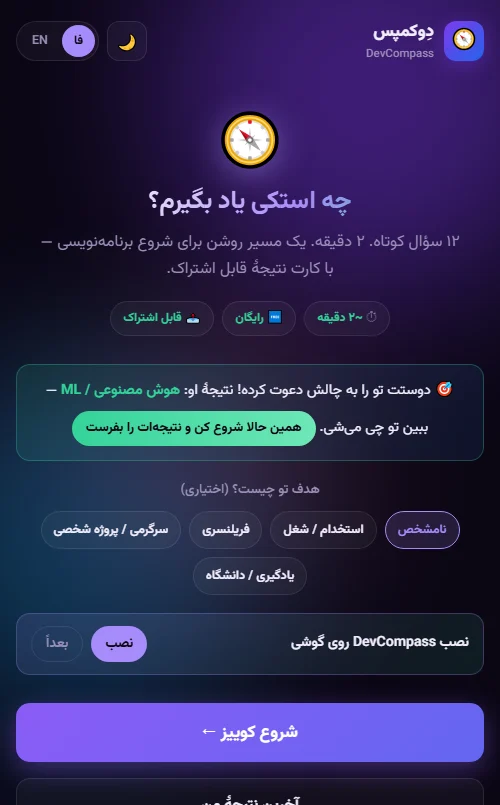 دِوکمپس
DevCompass
فا
EN
چه استکی یاد بگیرم؟
۱۲ سؤال کوتاه. ۲ دقیقه. یک مسیر روشن برای شروع برنامه‌نویسی —
با کارت نتیجهٔ قابل اشتراک.
~۲ دقیقه
رایگان
قابل اشتراک
دوستت تو را به چالش دعوت کرده! نتیجهٔ او: هوش مصنوعی / ML —
ببین تو چی می‌شی. همین حالا شروع کن و نتیجه‌ات را بفرست
هدف تو چیست؟ (اختیاری)
نامشخص
استخدام / شغل
فریلنسری
سرگرمی / پروژه شخصی
یادگیری / دانشگاه
نصب DevCompass روی گوشی
نصب
بعداً
شروع کوییز ←
آخرین نتیجهٔ من